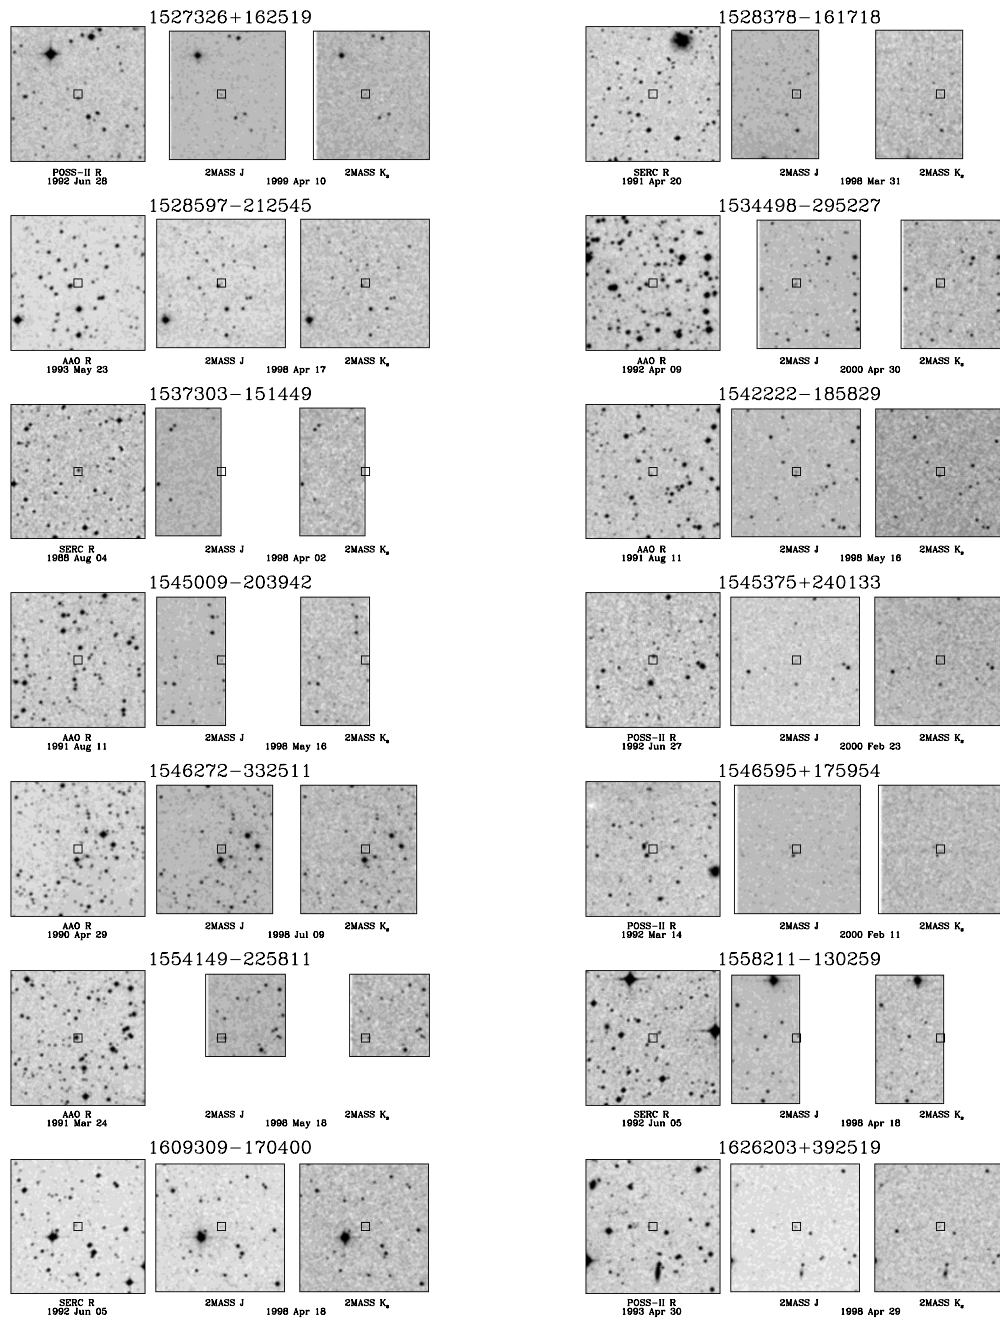 1527326+162519
1528378−161718
POSS−II R
1992 Jun 28
2MASS J
1999 Apr 10
2MASS Ks
SERC R
1991 Apr 20
2MASS J
1998 Mar 31
2MASS Ks
1528597−212545
1534498−295227
AAO R
1993 May 23
2MASS J
1998 Apr 17
2MASS Ks
AAO R
1992 Apr 09
2MASS J
2000 Apr 30
2MASS Ks
1537303−151449
1542222−185829
SERC R
1988 Aug 04
2MASS J
1998 Apr 02
2MASS Ks
AAO R
1991 Aug 11
2MASS J
1998 May 16
2MASS Ks
1545009−203942
1545375+240133
AAO R
1991 Aug 11
2MASS J
1998 May 16
2MASS Ks
POSS−II R
1992 Jun 27
2MASS J
2000 Feb 23
2MASS Ks
1546272−332511
1546595+175954
AAO R
1990 Apr 29
2MASS J
1998 Jul 09
2MASS Ks
POSS−II R
1992 Mar 14
2MASS J
2000 Feb 11
2MASS Ks
1554149−225811
1558211−130259
AAO R
1991 Mar 24
2MASS J
1998 May 18
2MASS Ks
SERC R
1992 Jun 05
2MASS J
1998 Apr 18
2MASS Ks
1609309−170400
1626203+392519
SERC R
1992 Jun 05
2MASS J
1998 Apr 18
2MASS Ks
POSS−II R
1993 Apr 30
2MASS J
1998 Apr 29
2MASS Ks